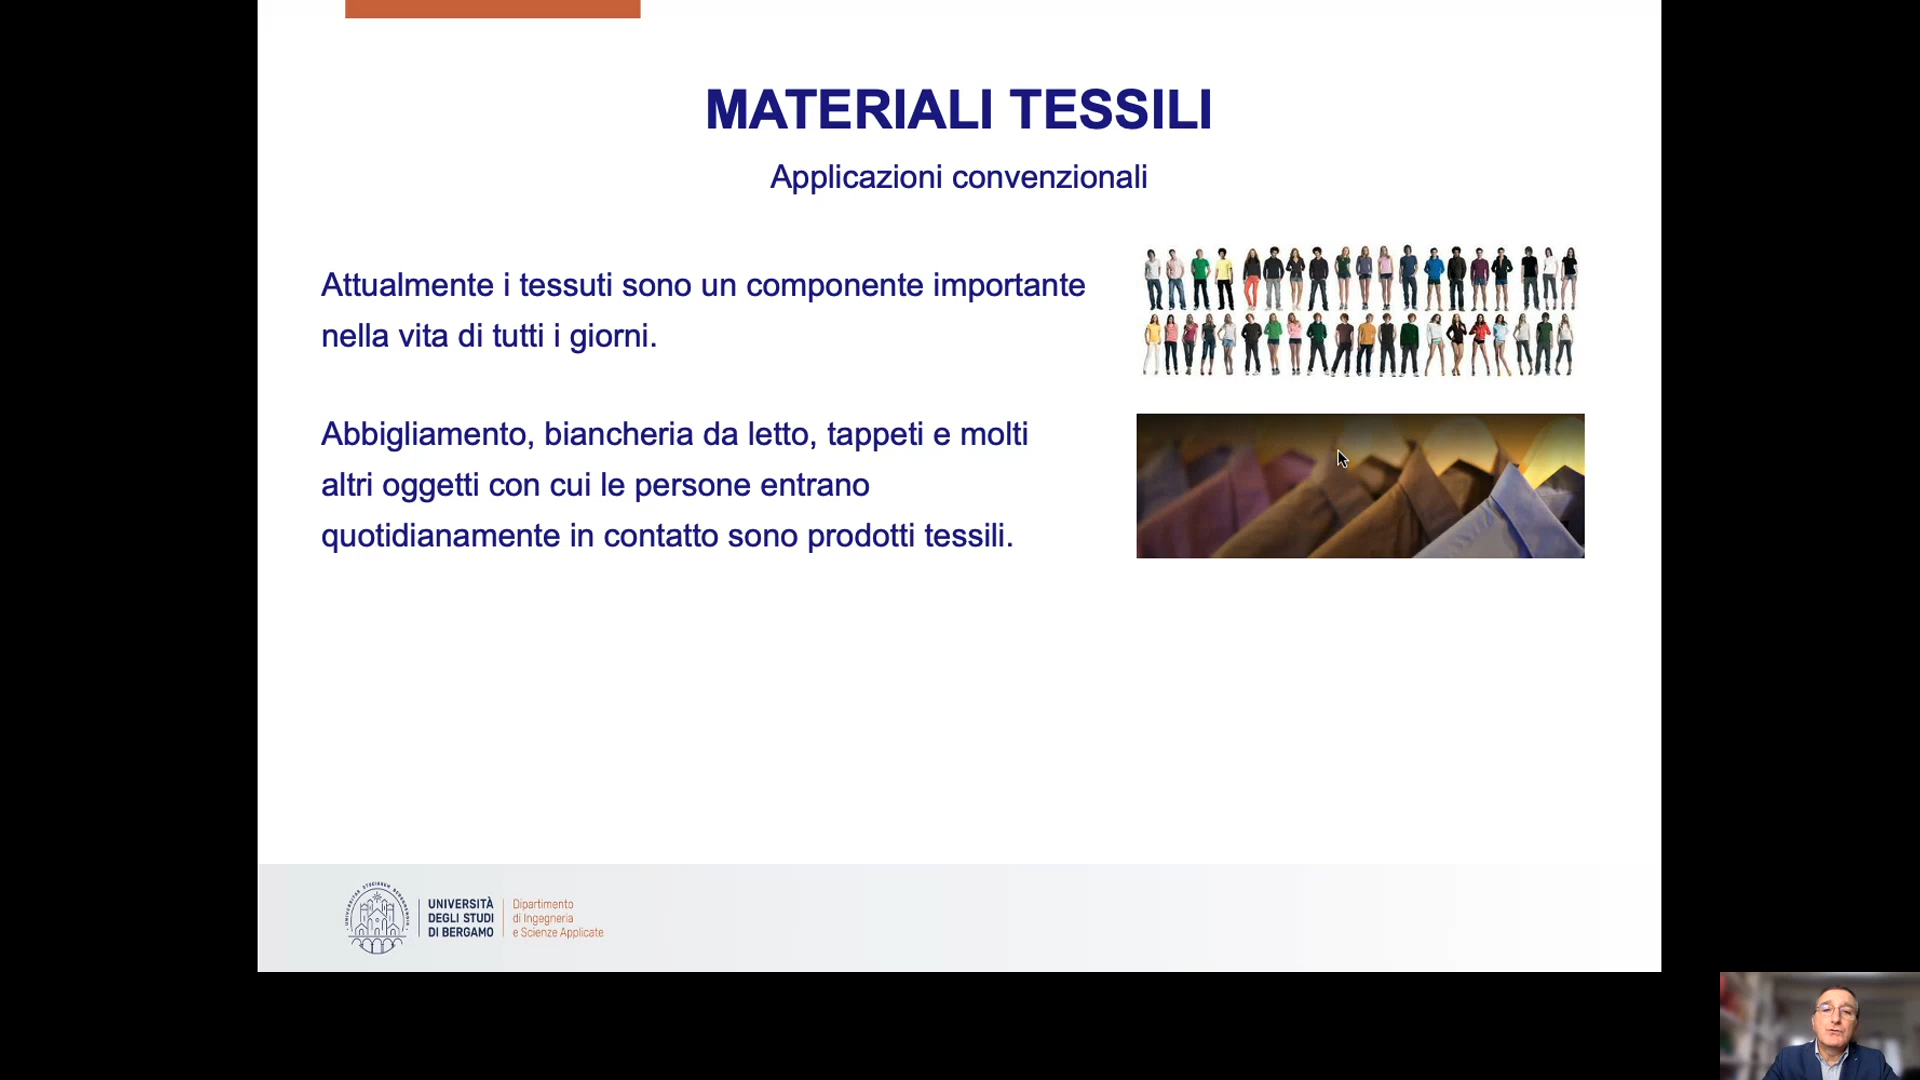 MATERIALI TESSILI
Applicazioni convenzionali
Attualmente i tessuti sono un componente importante
nella vita di tutti i giorni.
Abbigliamento, biancheria da letto, tappeti e molti
altri oggetti con cui le persone entrano
quotidianamente in contatto sono prodotti tessili.
UNIVERSITÀ
DEGLI STUDI
DI BERGAMO
Dipartimento
di Ingegneria
e Scienze Applicate